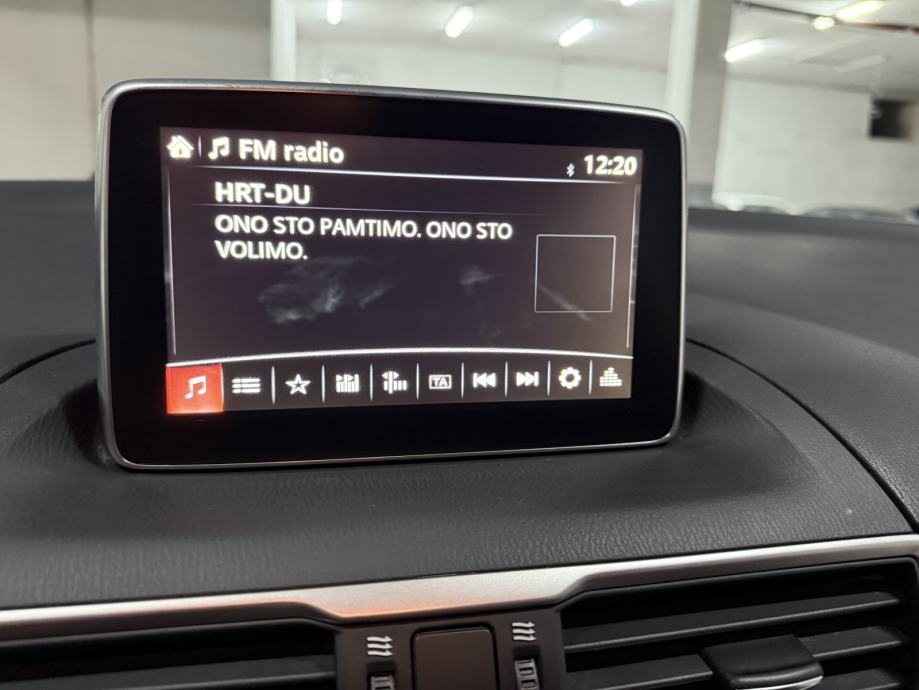 FM radio
12:20
HRT-DU
ONO STO PAMTIMO. ONO STO
VOLIMO.
TA